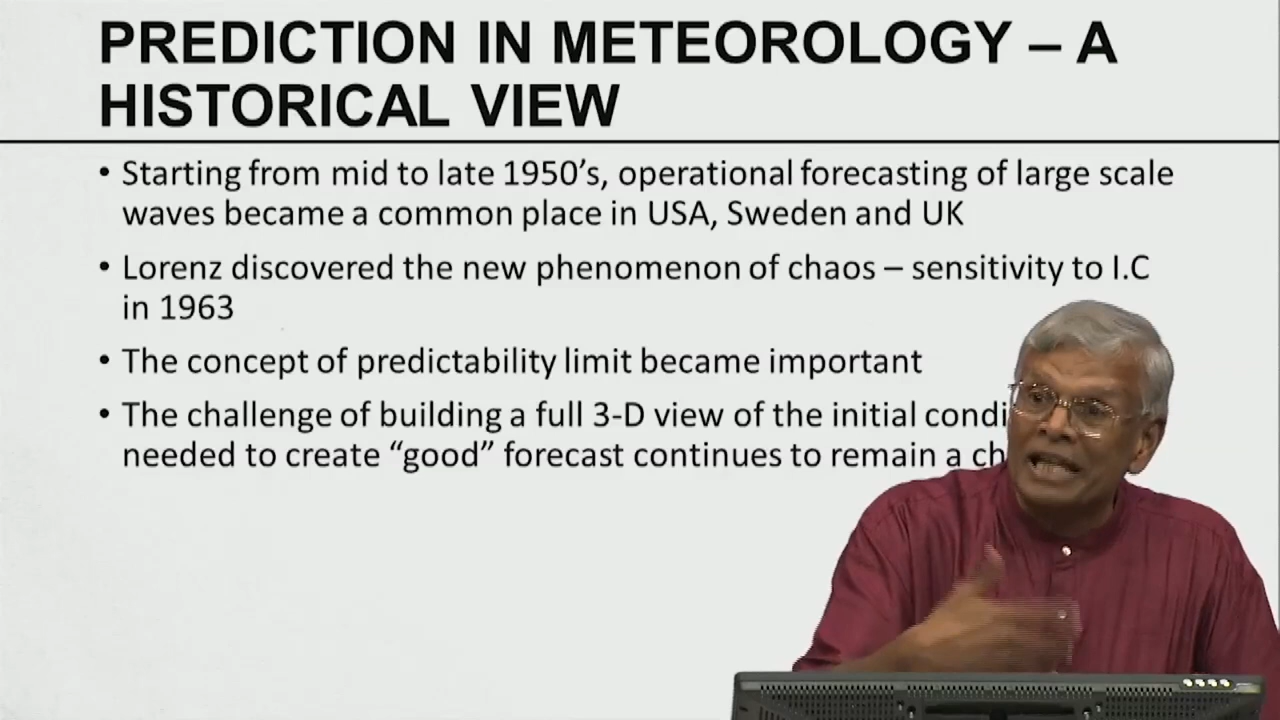 PREDICTION IN METEOROLOGY – A
HISTORICAL VIEW
• Starting from mid to late 1950’s, operational forecasting of large scale
waves became a common place in USA, Sweden and UK
• Lorenz discovered the new phenomenon of chaos – sensitivity to I.C
in 1963
• The concept of predictability limit became important
• The challenge of building a full 3-D view of the initial
needed to create “good” forecast continues to remain a